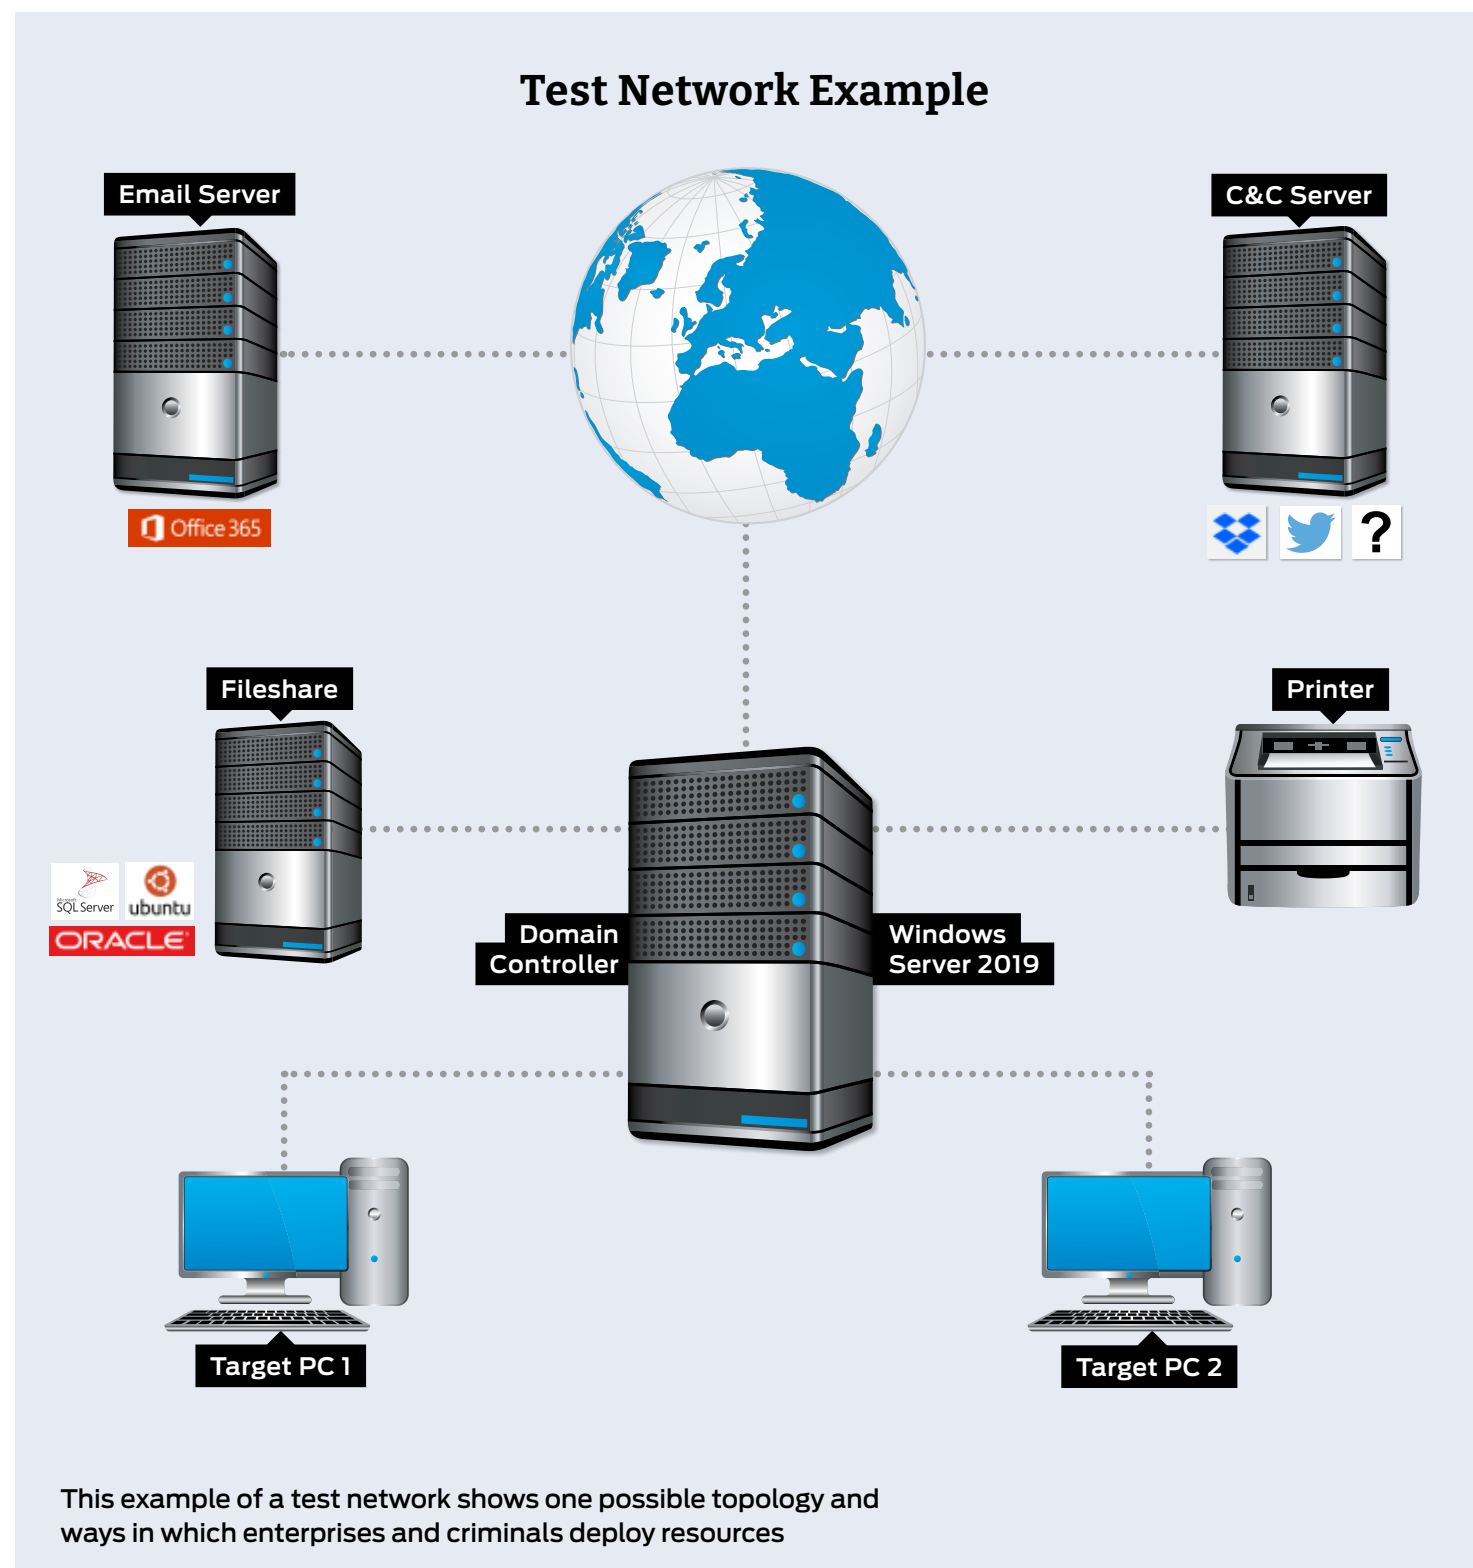 Test Network Example
Email Server
C&C Server
Office 365
?
Fileshare
Printer
Microsoft
SQL Server
ubuntu
ORACLE
Domain
Controller
Windows
Server 2019
Target PC 1
Target PC 2
This example of a test network shows one possible topology and
ways in which enterprises and criminals deploy resources